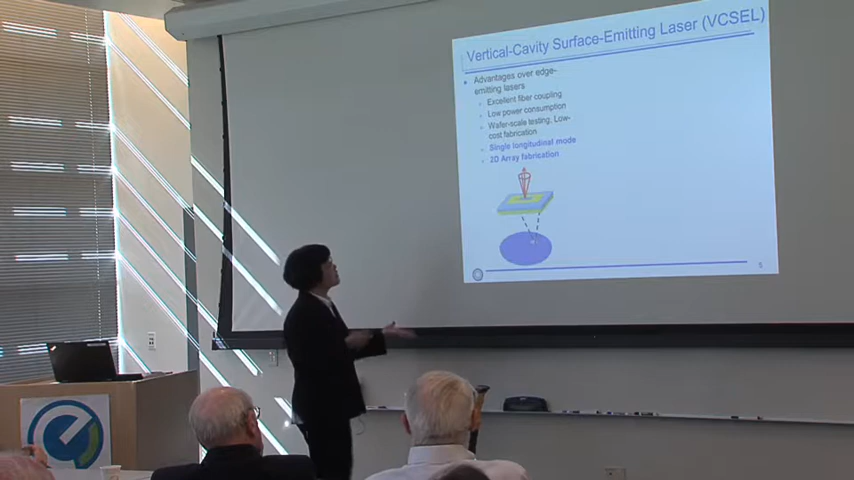 Vertical-Cavity Surface-Emitting Laser (VCSEL)
Advantages over edge-
emitting lasers
Excellent fiber coupling
Low power consumption
Wafer-scale testing. Low-
cost fabrication
Single longitudinal mode
2D Array fabrication
5